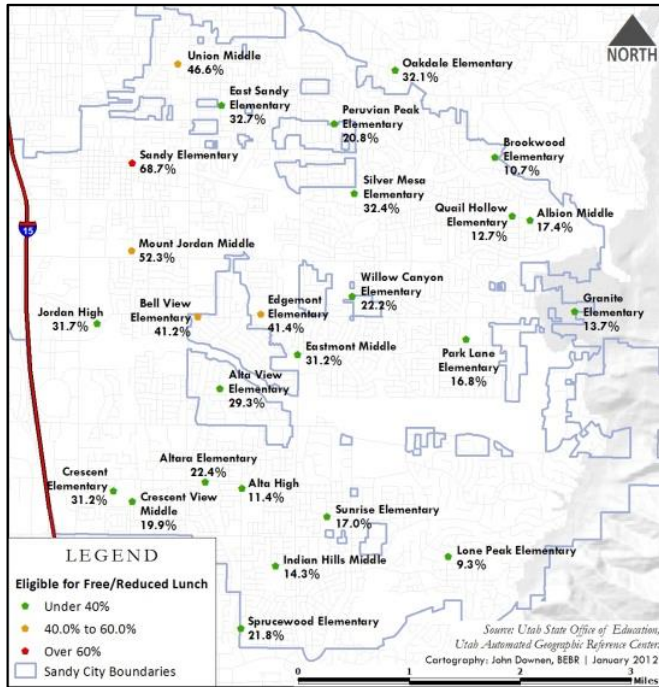 Union Middle
46.6%
Oakdale Elementary
32.1%
NORTH
East Sandy
Elementary
32.7%
Peruvian Peak
Elementary
20.8%
Brookwood
Elementary
10.7%
Sandy Elementary
68.7%
Silver Mesa
Elementary
32.4%
Quail Hollow
Elementary
12.7%
Albion Middle
17.4%
15
Mount Jordan Middle
52.3%
Willow Canyon
Elementary
22.2%
Jordan High
31.7%
Bell View
Elementary
41.2%
Edgemont
Elementary
41.4%
Granite
Elementary
13.7%
Eastmont Middle
31.2%
Park Lane
Elementary
16.8%
Alta View
Elementary
29.3%
Altara Elementary
22.4%
Crescent
Elementary
31.2%
Crescent View
Middle
19.9%
Alta High
11.4%
Sunrise Elementary
17.0%
Indian Hills Middle
14.3%
Lone Peak Elementary
9.3%
Sprucewood Elementary
21.8%
LEGEND
Eligible for Free/Reduced Lunch
Under 40%
40.0% to 60.0%
Over 60%
Sandy City Boundaries
Source: Utah State Office of Education,
Utah Automated Geographic Reference Center.
Cartography: John Downen, BEBR | January 2012
0 1 2 3
Miles